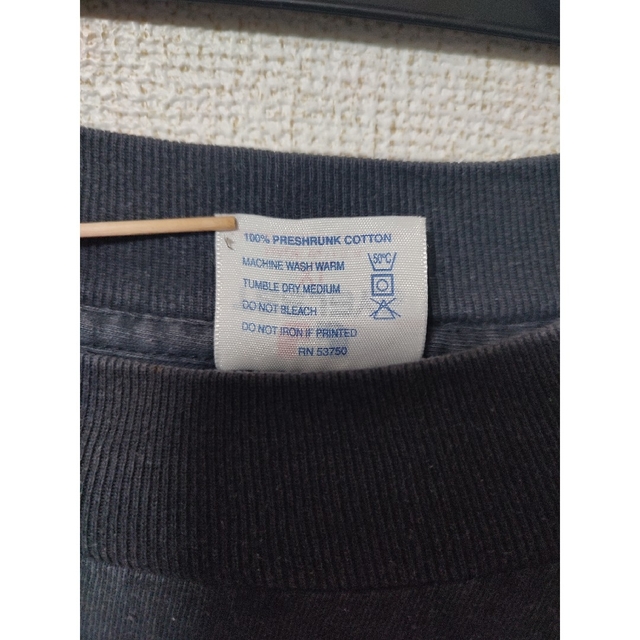 100% PRESHRUNK COTTON
MACHINE WASH WARM 50°C
TUMBLE DRY MEDIUM
DO NOT BLEACH
DO NOT IRON IF PRINTED
RN 53750